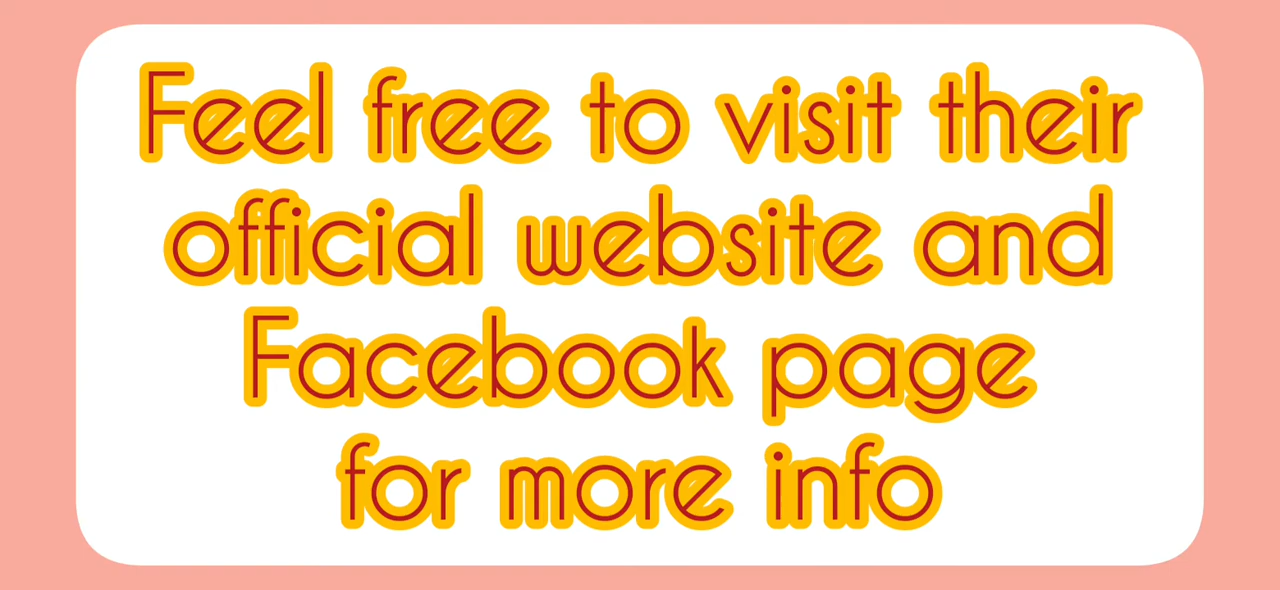 Feel free to visit their
official website and
Facebook page
for more info